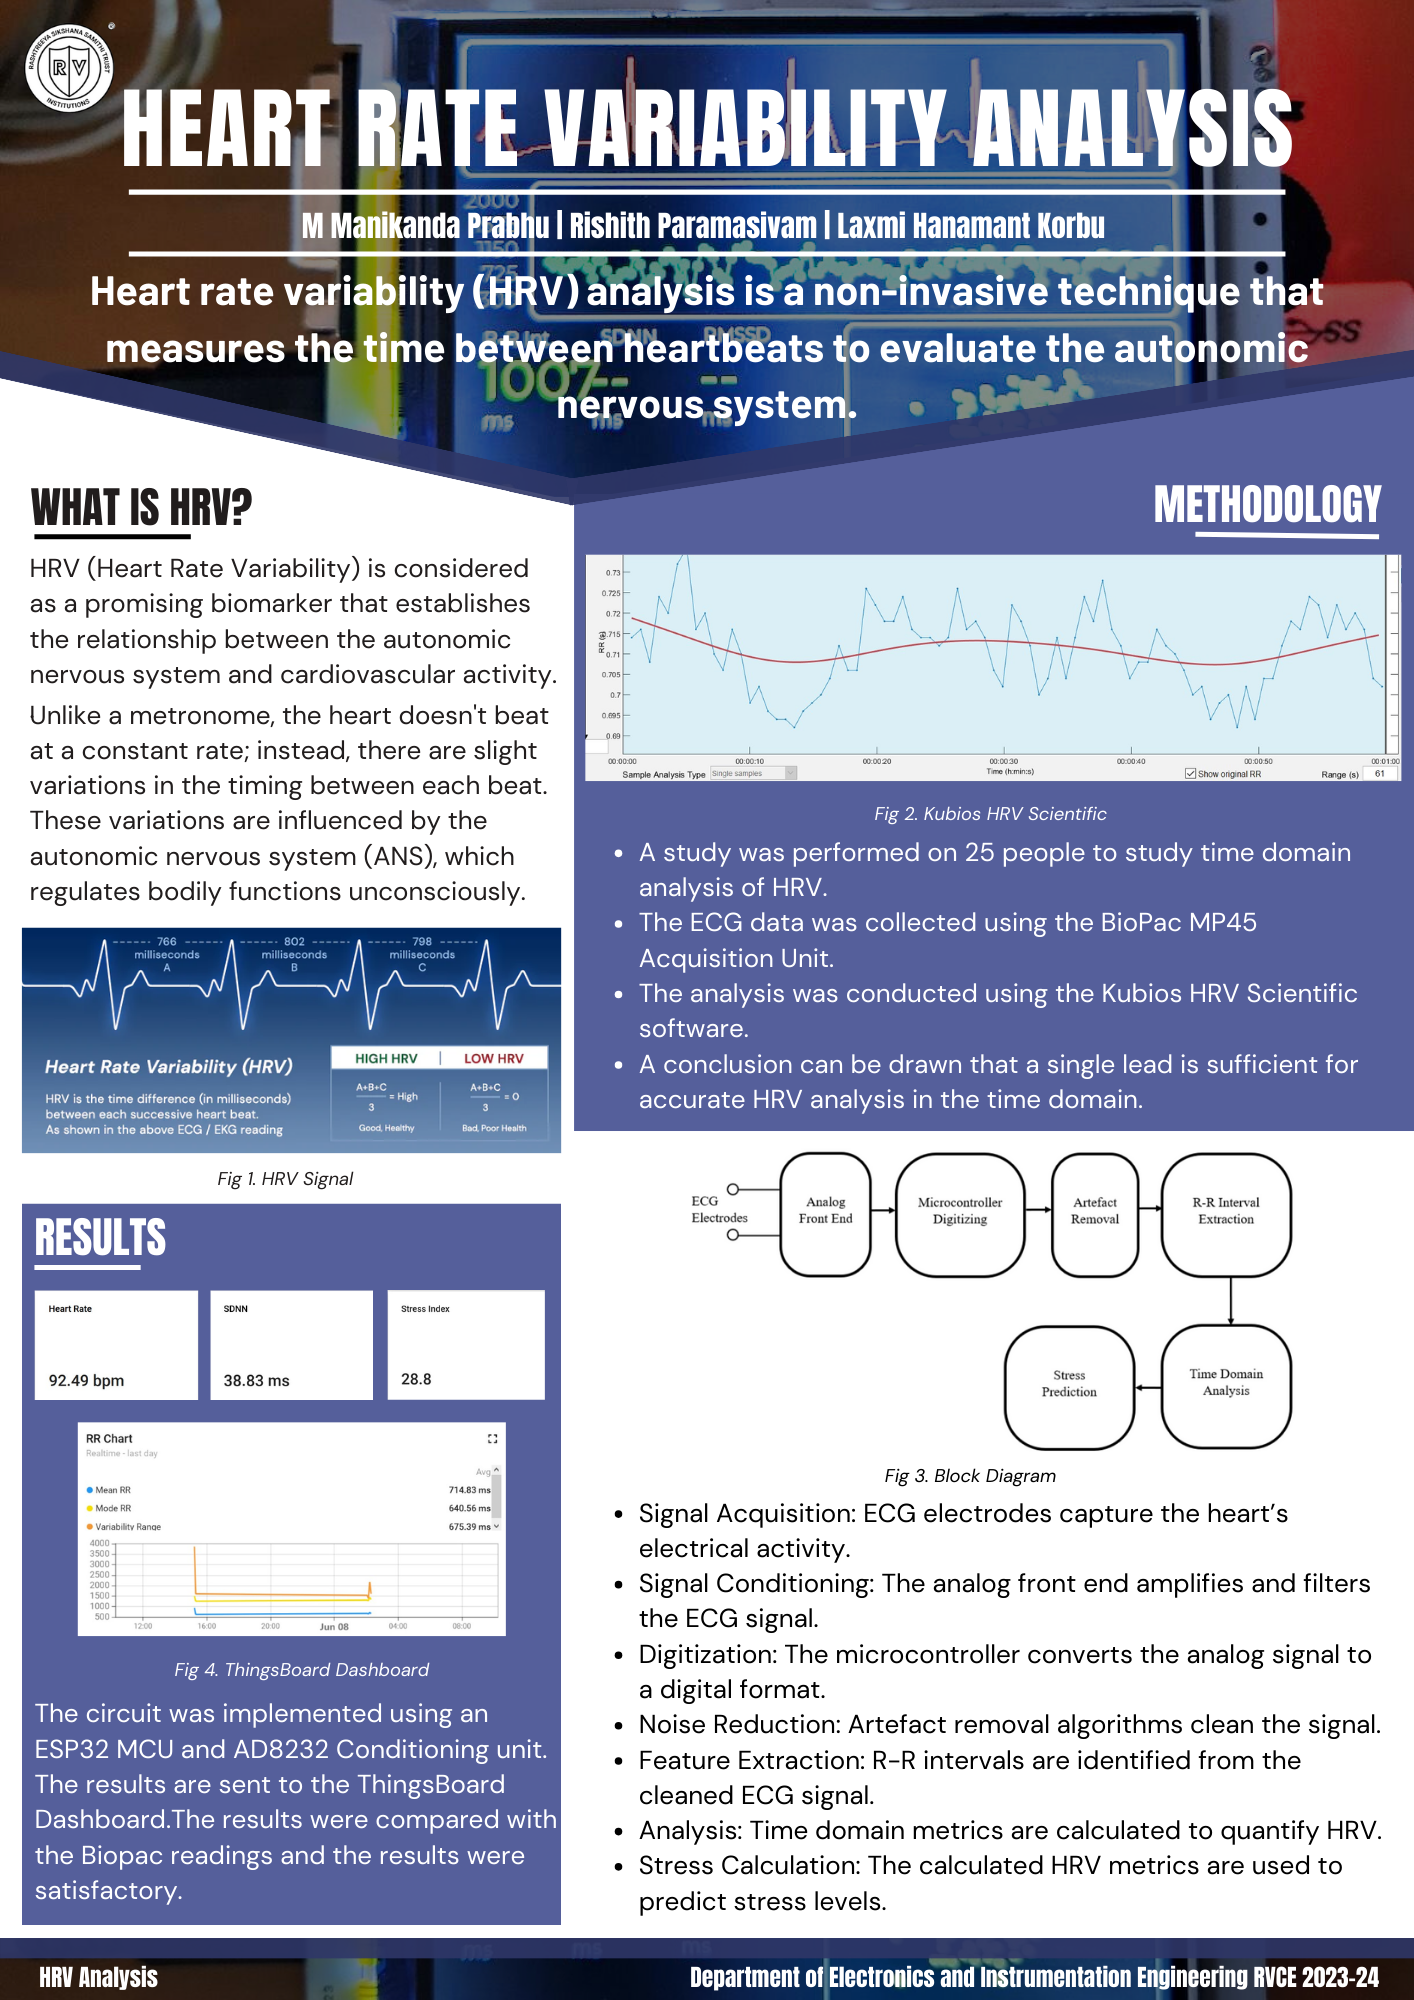 RASHTREEYA SIKSHANA SAMITHI TRUST
RV
INSTITUTIONS
HEART RATE VARIABILITY ANALYSIS
M Manikanda Prabhu | Rishith Paramasivam | Laxmi Hanamant Korbu
Heart rate variability (HRV) analysis is a non-invasive technique that
measures the time between heartbeats to evaluate the autonomic
nervous system.
2000
1150
725
R-R Int SDNN RMSSD
1007 -- --
ms ms ms
WHAT IS HRV?
HRV (Heart Rate Variability) is considered
as a promising biomarker that establishes
the relationship between the autonomic
nervous system and cardiovascular activity.
Unlike a metronome, the heart doesn't beat
at a constant rate; instead, there are slight
variations in the timing between each beat.
These variations are influenced by the
autonomic nervous system (ANS), which
regulates bodily functions unconsciously.
766 802 798
milliseconds milliseconds milliseconds
A B C
Heart Rate Variability (HRV)
HRV is the time difference (in milliseconds)
between each successive heart beat.
As shown in the above ECG / EKG reading
HIGH HRV | LOW HRV
A+B+C
3
= High
A+B+C
3
= 0
Good, Healthy
Bad, Poor Health
Fig 1. HRV Signal
RESULTS
Heart Rate
92.49 bpm
SDNN
38.83 ms
Stress Index
28.8
RR Chart
Realtime - last day
Avg
Mean RR 714.83 ms
Mode RR 640.56 ms
Variability Range 675.39 ms
4000
3500
3000
2500
2000
1500
1000
500
12:00 16:00 20:00 Jun 08 04:00 08:00
Fig 4. ThingsBoard Dashboard
The circuit was implemented using an
ESP32 MCU and AD8232 Conditioning unit.
The results are sent to the ThingsBoard
Dashboard.The results were compared with
the Biopac readings and the results were
satisfactory.
METHODOLOGY
0.73
0.725
0.72
0.715
0.71
0.705
0.7
0.695
0.69
RR (s)
00:00:00 00:00:10 00:00:20 00:00:30 00:00:40 00:00:50 00:01:00
Time (h:min:s)
Sample Analysis Type Single samples
Show original RR Range (s) 61
Fig 2. Kubios HRV Scientific
• A study was performed on 25 people to study time domain
analysis of HRV.
• The ECG data was collected using the BioPac MP45
Acquisition Unit.
• The analysis was conducted using the Kubios HRV Scientific
software.
• A conclusion can be drawn that a single lead is sufficient for
accurate HRV analysis in the time domain.
ECG
Electrodes
Analog
Front End
Microcontroller
Digitizing
Artefact
Removal
R-R Interval
Extraction
Stress
Prediction
Time Domain
Analysis
Fig 3. Block Diagram
• Signal Acquisition: ECG electrodes capture the heart’s
electrical activity.
• Signal Conditioning: The analog front end amplifies and filters
the ECG signal.
• Digitization: The microcontroller converts the analog signal to
a digital format.
• Noise Reduction: Artefact removal algorithms clean the signal.
• Feature Extraction: R-R intervals are identified from the
cleaned ECG signal.
• Analysis: Time domain metrics are calculated to quantify HRV.
• Stress Calculation: The calculated HRV metrics are used to
predict stress levels.
HRV Analysis
Department of Electronics and Instrumentation Engineering RVCE 2023-24